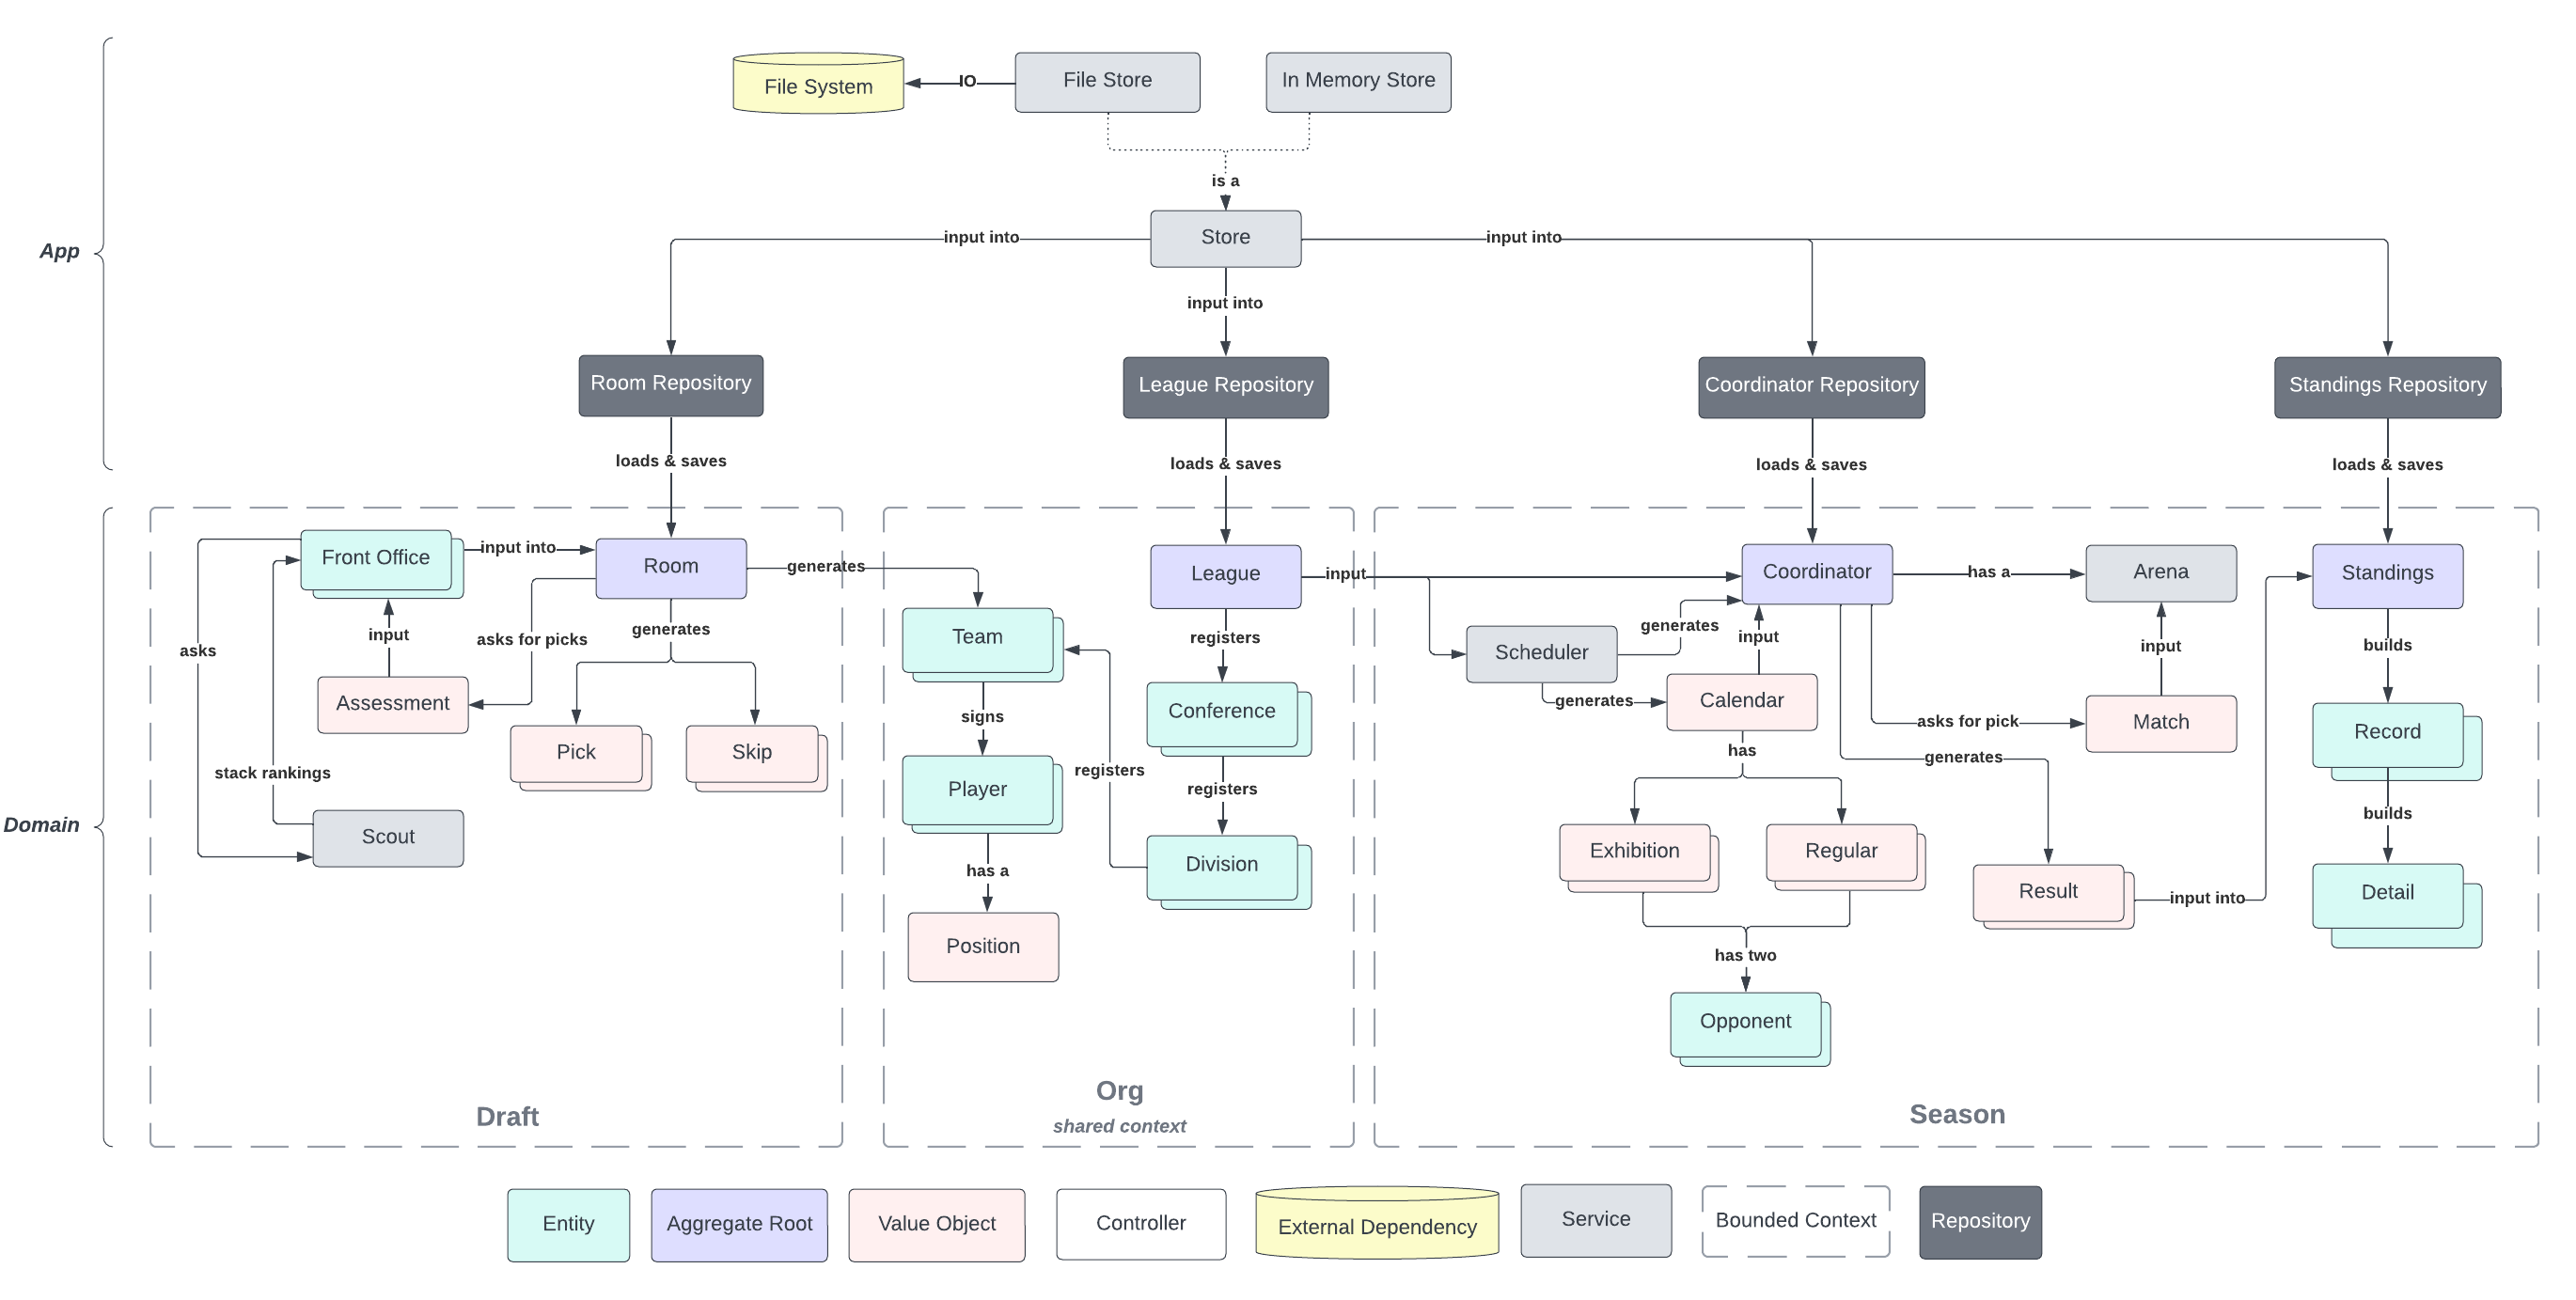 File System
IO
File Store
In Memory Store
is a
App
input into
Store
input into
input into
Room Repository
League Repository
Coordinator Repository
Standings Repository
loads & saves
loads & saves
loads & saves
loads & saves
Front Office
input into
Room
generates
League
input
Coordinator
has a
Arena
Standings
asks
input
asks for picks
generates
Team
registers
Scheduler
generates
input
input
builds
Assessment
signs
Conference
generates
Calendar
asks for pick
Match
Record
Pick
Skip
has
generates
stack rankings
Player
registers
registers
builds
Domain
Scout
has a
Division
Exhibition
Regular
Result
input into
Detail
Position
has two
Opponent
Draft
Org
shared context
Season
Entity
Aggregate Root
Value Object
Controller
External Dependency
Service
Bounded Context
Repository